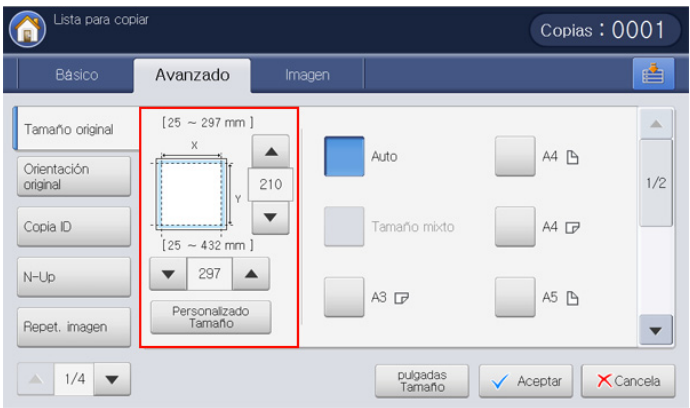 Lista para copiar
Copias : 0001
Básico
Avanzado
Imagen
Tamaño original
Orientación
original
Copia ID
N-Up
Repet. imagen
1/4
[25 ~ 297 mm ]
X
Y
210
[25 ~ 432 mm ]
297
Personalizado
Tamaño
Auto
Tamaño mixto
A3
A4
A4
A5
1/2
pulgadas
Tamaño
Aceptar
Cancela